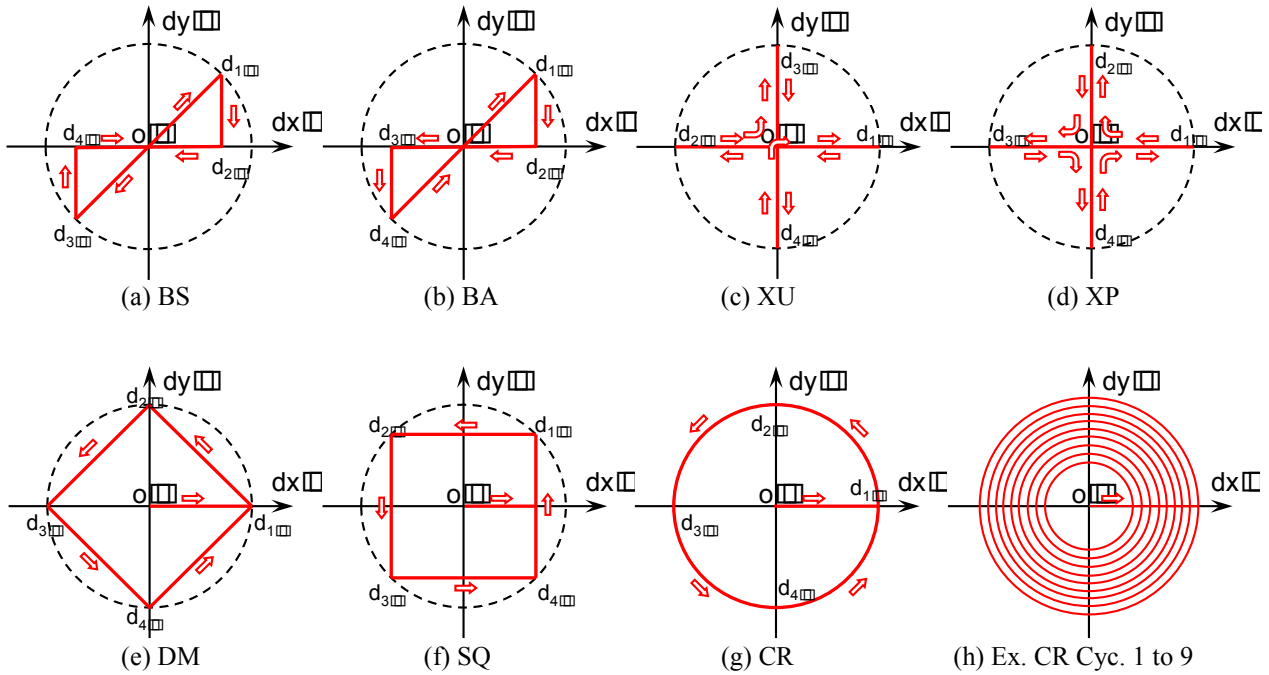 dy
d1
dx
o
d4
d2
d3
(a) BS
dy
d1
dx
o
d3
d2
d4
(b) BA
dy
d3
dx
o
d2
d1
d4
(c) XU
dy
d2
dx
o
d3
d1
d4
(d) XP
dy
d2
dx
o
d3
d1
d4
(e) DM
dy
d2
d1
dx
o
d3
d4
(f) SQ
dy
d2
dx
o
d1
d3
d4
(g) CR
dy
dx
o
(h) Ex. CR Cyc. 1 to 9